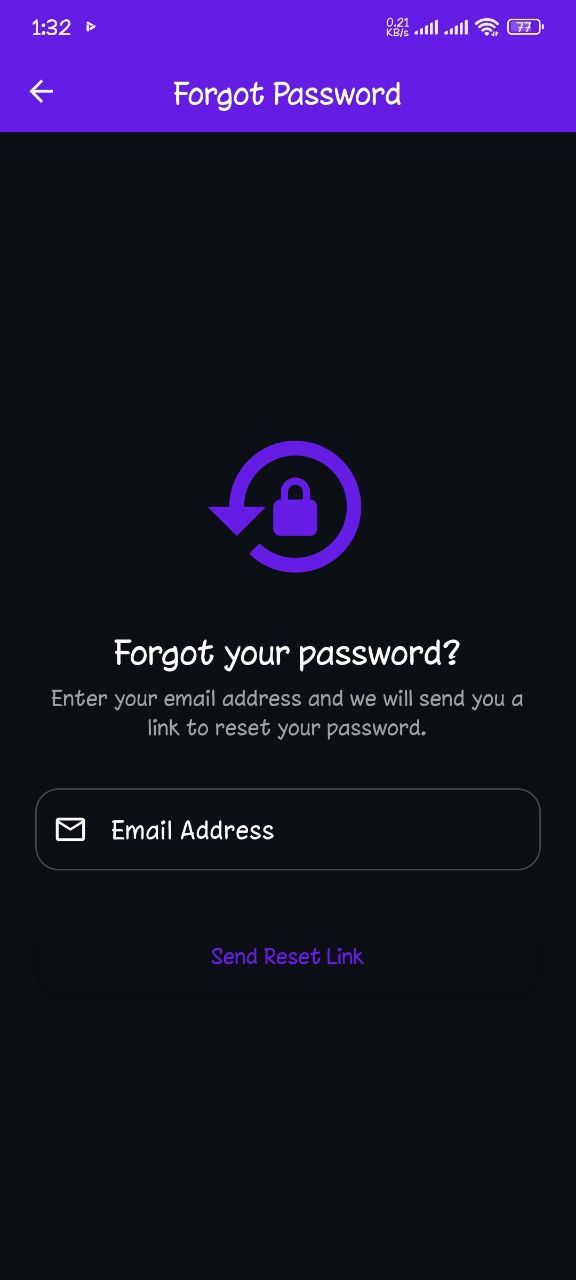 1:32
0.21
KB/s
77
Forgot Password
Forgot your password?
Enter your email address and we will send you a
link to reset your password.
Email Address
Send Reset Link